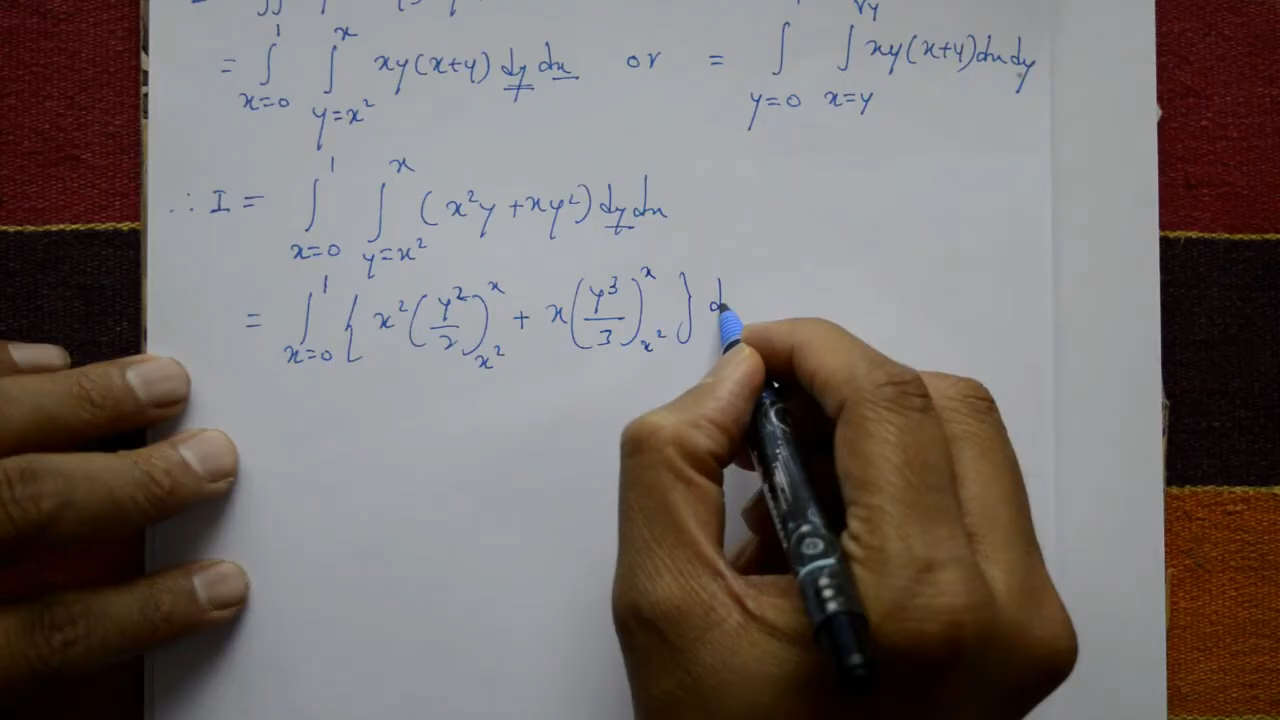 = ∫_{x=0}^{1} ∫_{y=x²}^{x} xy(x+y) dy dx or = ∫_{y=0} ∫_{x=y}^{√y} xy(x+y) dx dy
∴ I = ∫_{x=0}^{1} ∫_{y=x²}^{x} (x²y + xy²) dy dx
= ∫_{x=0}^{1} { x² (y²/2)_{x²}^{x} + x (y³/3)_{x²}^{x} } d